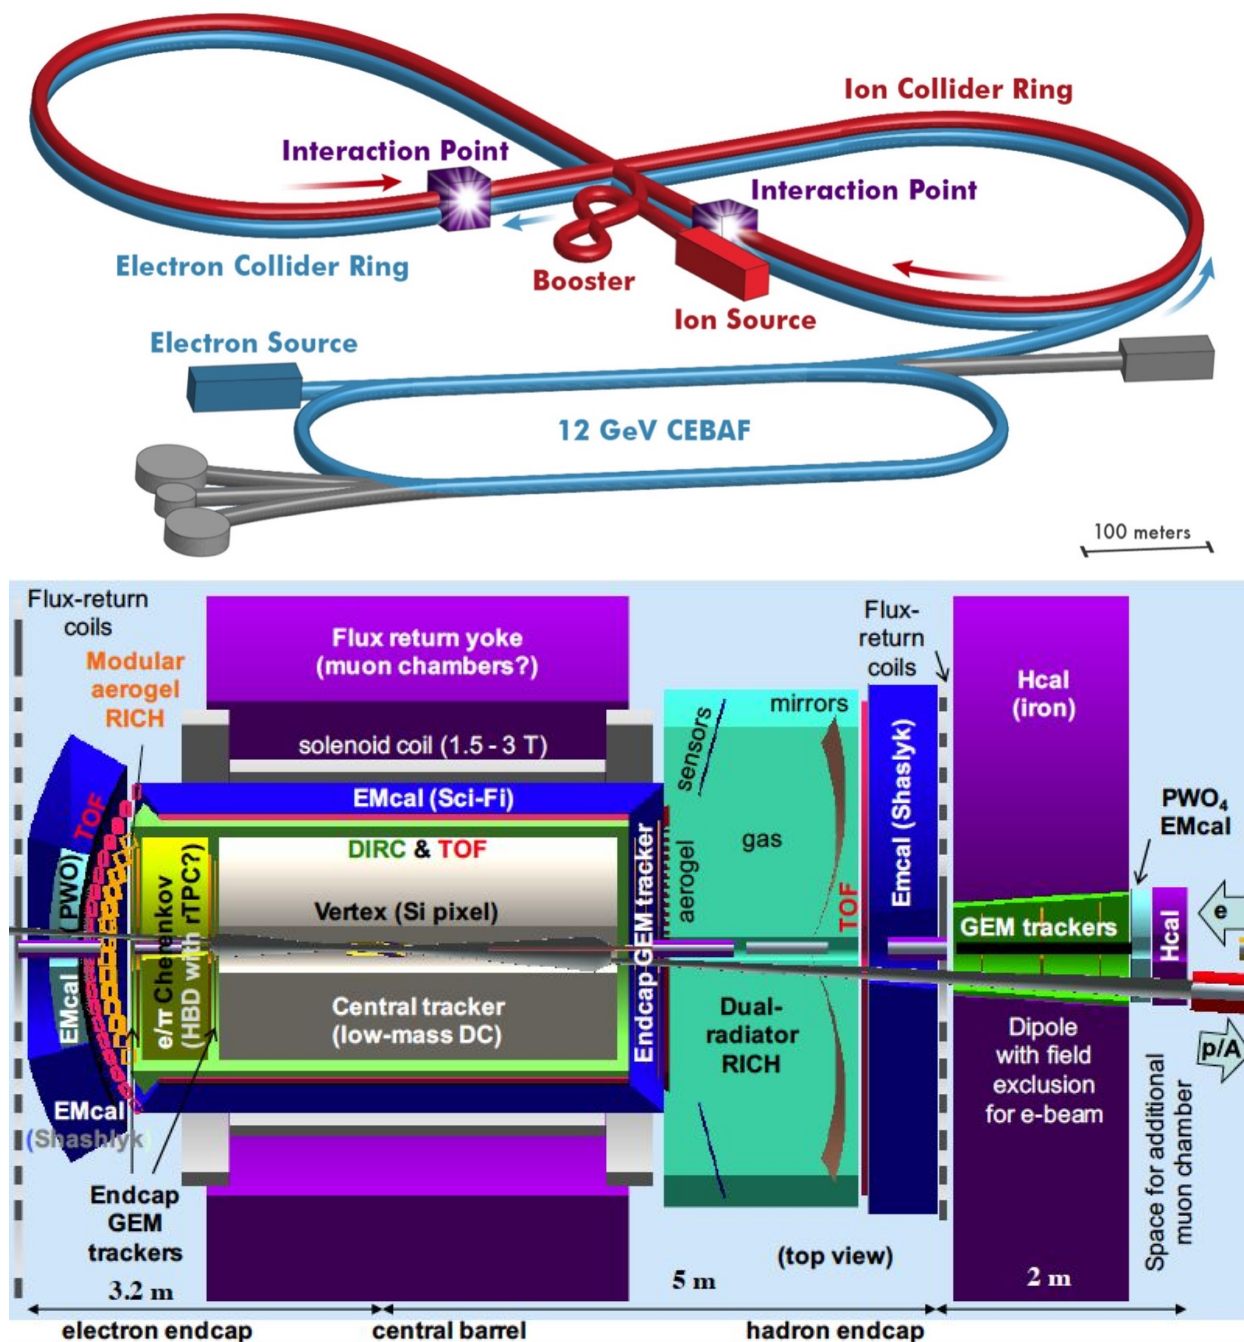 Ion Collider Ring
Interaction Point
Interaction Point
Electron Collider Ring
Booster
Ion Source
Electron Source
12 GeV CEBAF
100 meters
Flux-return
coils
Modular
aerogel
RICH
Flux return yoke
(muon chambers?)
solenoid coil (1.5 - 3 T)
Flux-
return
coils
Hcal
(iron)
mirrors
sensors
EMcal (Sci-Fi)
TOF
DIRC & TOF
gas
aerogel
Emcal (Shaslyk)
PWO4
EMcal
(PWO)
EMcal
e/π Cherenkov
(HBD with rTPC?)
Vertex (Si pixel)
Central tracker
(low-mass DC)
Endcap GEM tracker
TOF
GEM trackers
Hcal
e
p/A
Dual-
radiator
RICH
Dipole
with field
exclusion
for e-beam
EMcal
(Shashlyk)
Endcap
GEM
trackers
Space for additional
muon chamber
(top view)
3.2 m
5 m
2 m
electron endcap
central barrel
hadron endcap